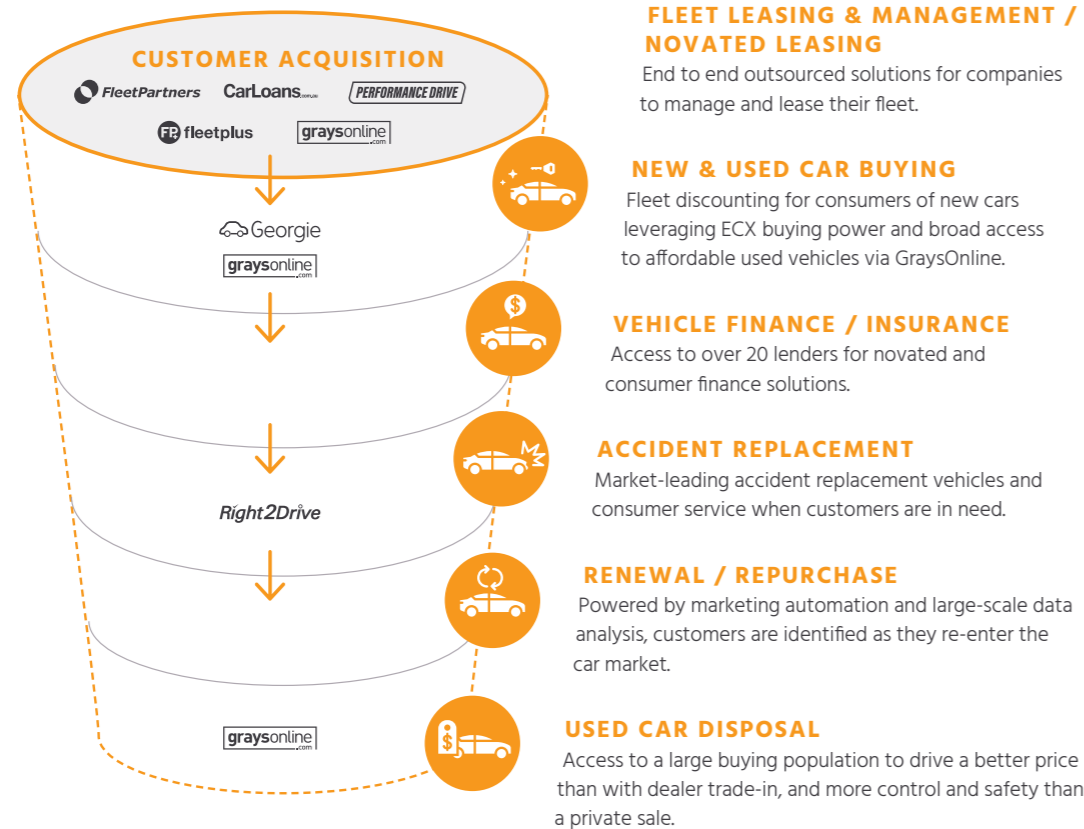 CUSTOMER ACQUISITION
FleetPartners CarLoans.com.au PERFORMANCE DRIVE
FP. fleetplus graysonline.com
Georgie
graysonline.com
Right2Drive
graysonline.com
FLEET LEASING & MANAGEMENT /
NOVATED LEASING
End to end outsourced solutions for companies
to manage and lease their fleet.
NEW & USED CAR BUYING
Fleet discounting for consumers of new cars
leveraging ECX buying power and broad access
to affordable used vehicles via GraysOnline.
$
VEHICLE FINANCE / INSURANCE
Access to over 20 lenders for novated and
consumer finance solutions.
ACCIDENT REPLACEMENT
Market-leading accident replacement vehicles and
consumer service when customers are in need.
RENEWAL / REPURCHASE
Powered by marketing automation and large-scale data
analysis, customers are identified as they re-enter the
car market.
$
USED CAR DISPOSAL
Access to a large buying population to drive a better price
than with dealer trade-in, and more control and safety than
a private sale.